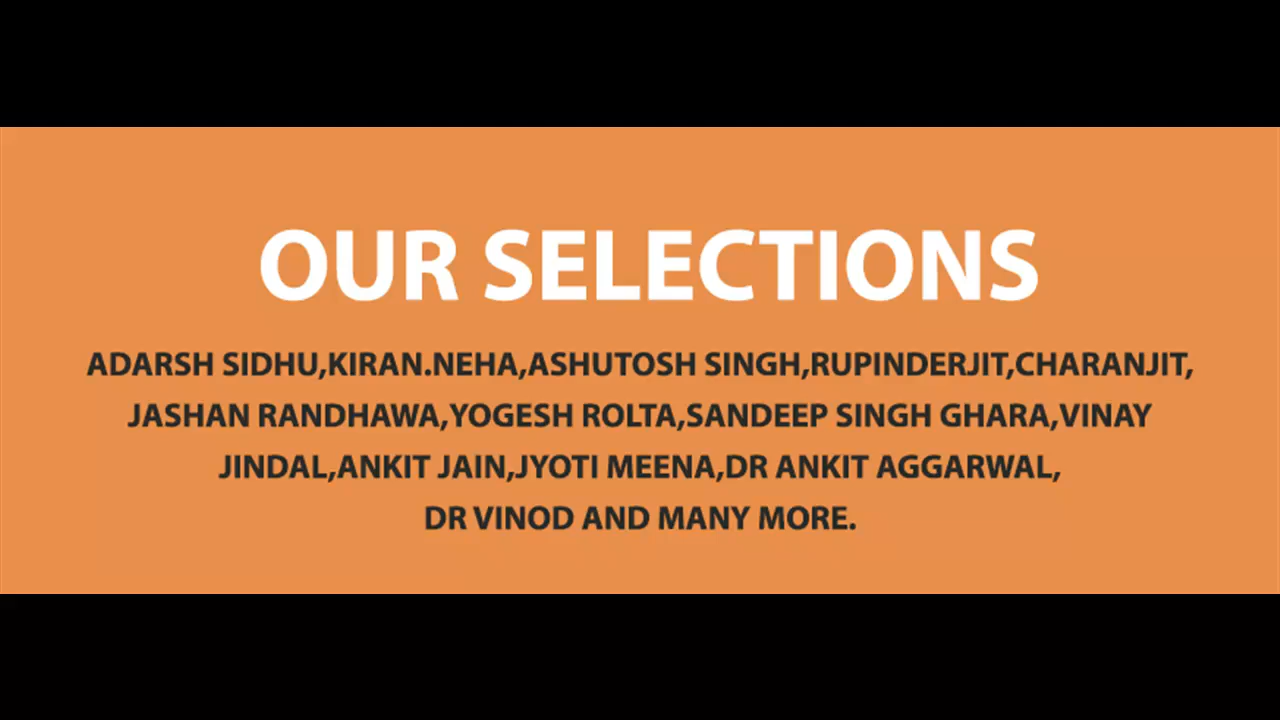 OUR SELECTIONS
ADARSH SIDHU,KIRAN.NEHA,ASHUTOSH SINGH,RUPINDERJIT,CHARANJIT,
JASHAN RANDHAWA,YOGESH ROLTA,SANDEEP SINGH GHARA,VINAY
JINDAL,ANKIT JAIN,JYOTI MEENA,DR ANKIT AGGARWAL,
DR VINOD AND MANY MORE.